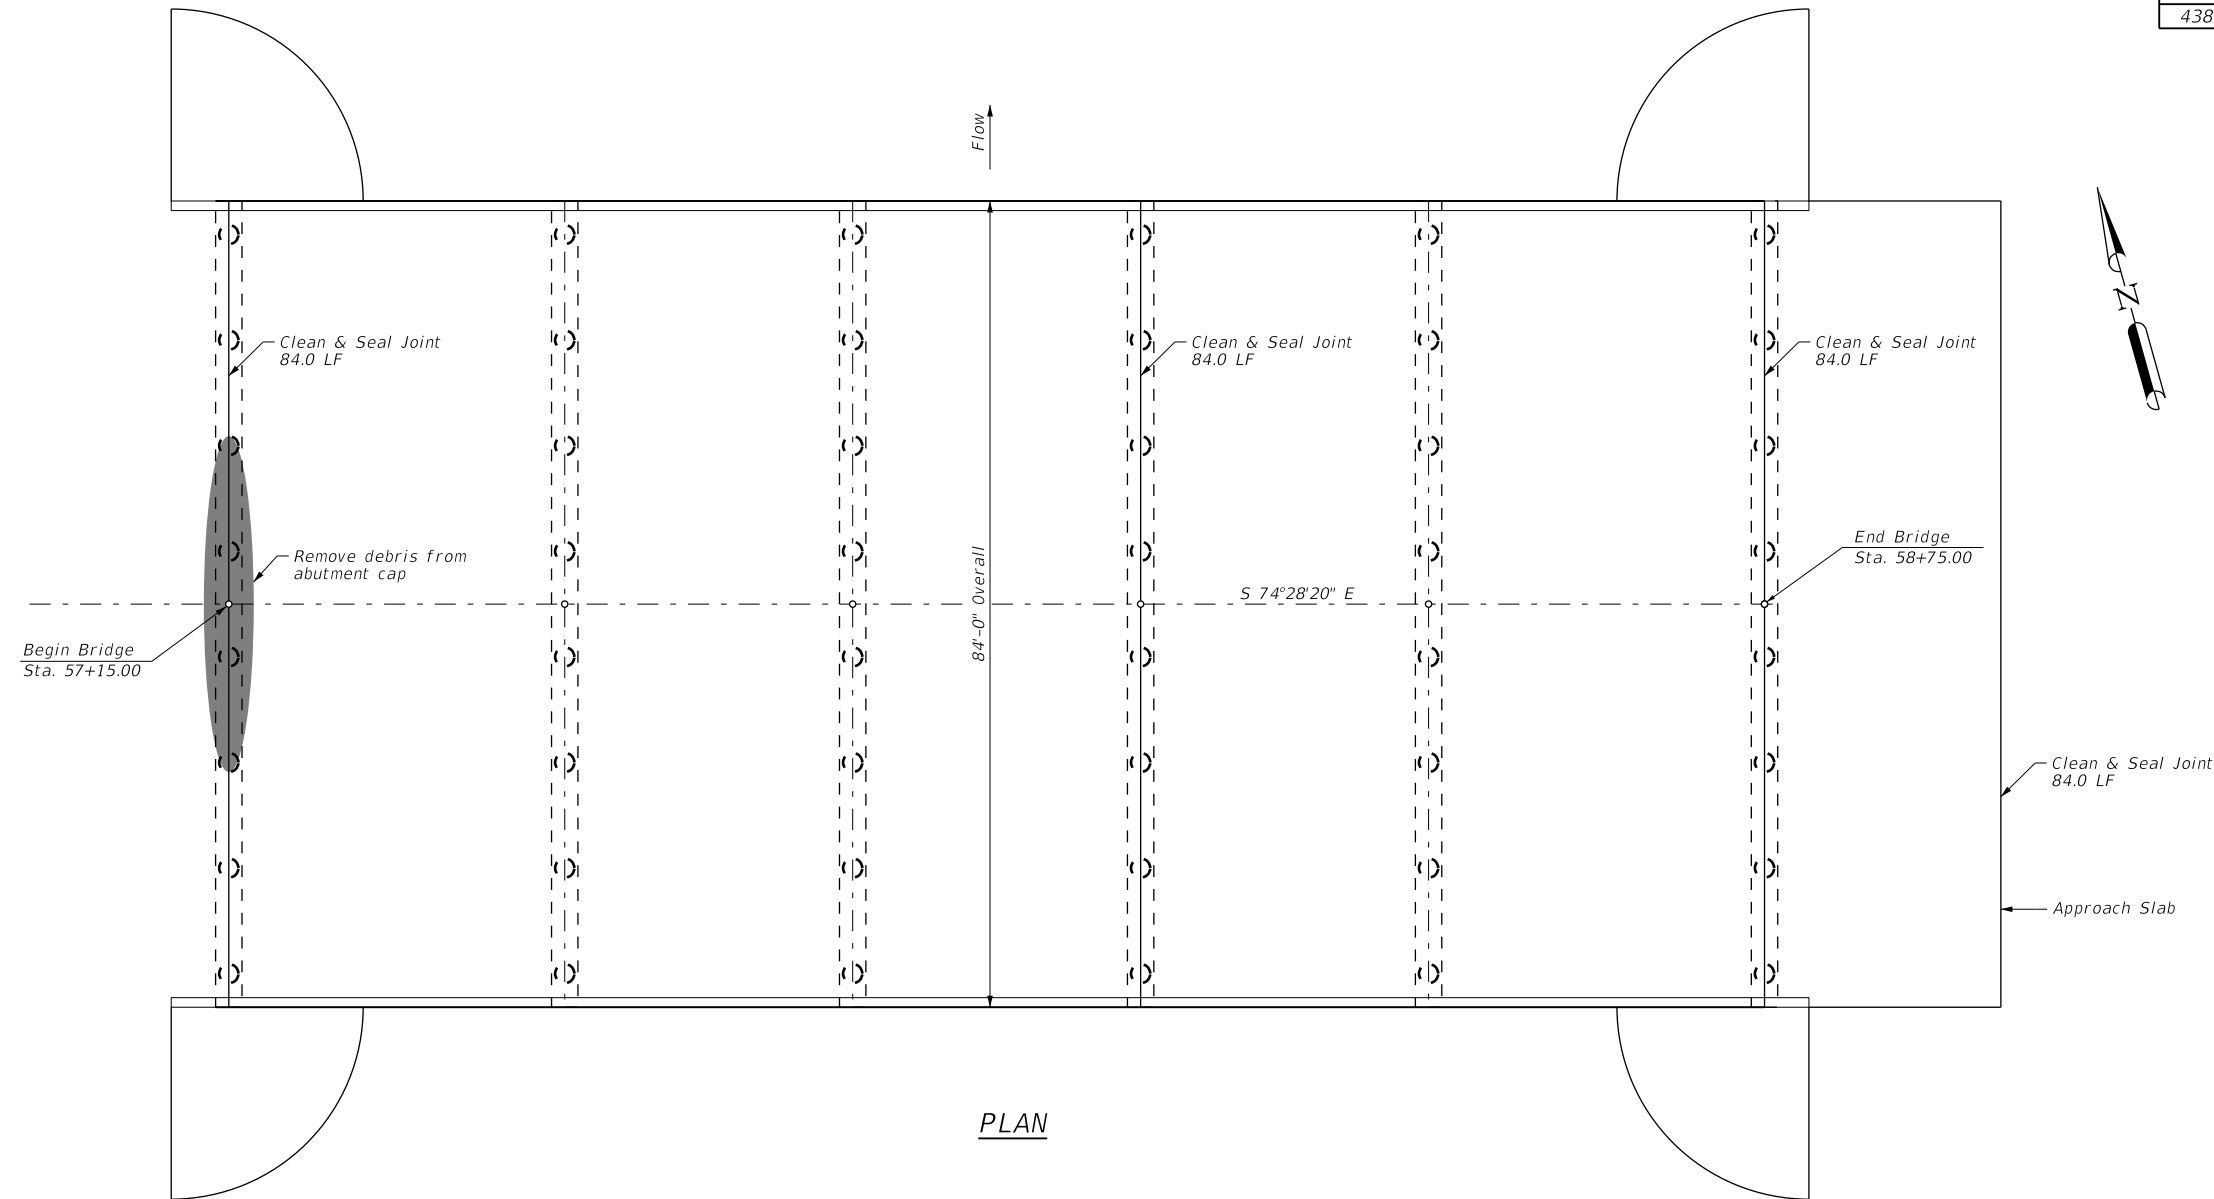 438
Flow
Clean & Seal Joint
84.0 LF
Clean & Seal Joint
84.0 LF
Clean & Seal Joint
84.0 LF
N
Remove debris from
abutment cap
84'-0" Overall
S 74°28'20" E
End Bridge
Sta. 58+75.00
Begin Bridge
Sta. 57+15.00
Clean & Seal Joint
84.0 LF
Approach Slab
PLAN